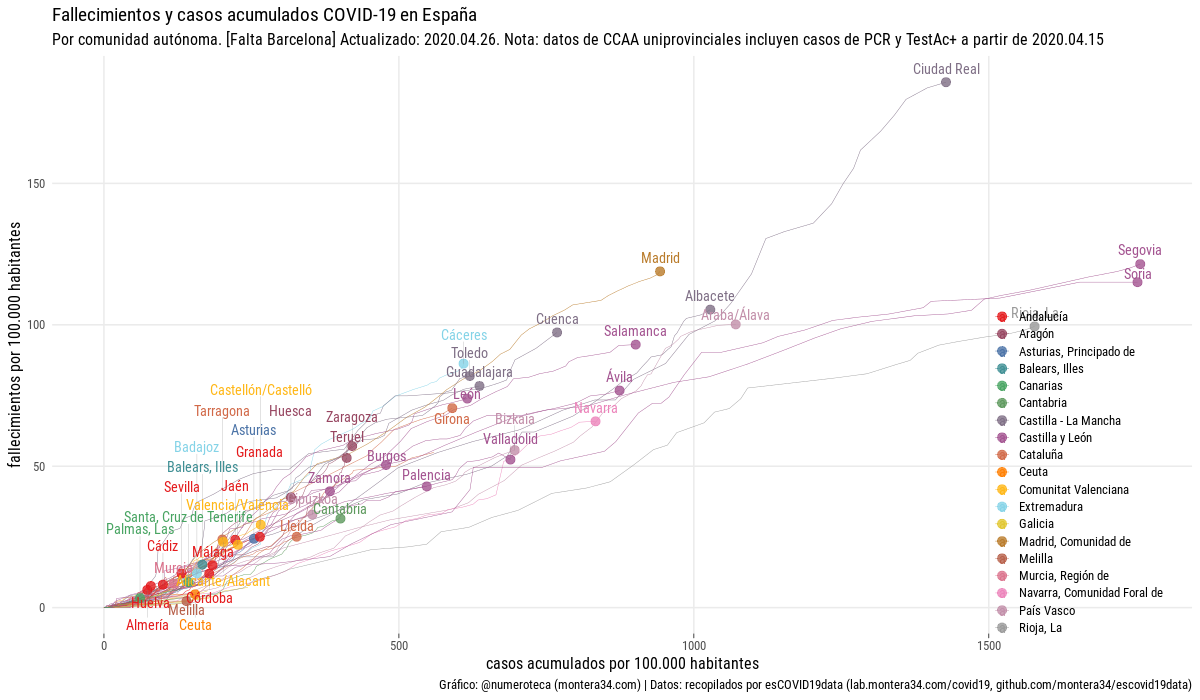 Fallecimientos y casos acumulados COVID-19 en España
Por comunidad autónoma. [Falta Barcelona] Actualizado: 2020.04.26. Nota: datos de CCAA uniprovinciales incluyen casos de PCR y TestAc+ a partir de 2020.04.15
fallecimientos por 100.000 habitantes
150
100
50
0
Ciudad Real
Segovia
Soria
Madrid
Albacete
Araba/Álava
Rioja, La
Cuenca
Salamanca
Cáceres
Toledo
Guadalajara
Ávila
León
Castellón/Castelló
Tarragona
Huesca
Zaragoza
Girona
Navarra
Bizkaia
Asturias
Teruel
Valladolid
Badajoz
Granada
Burgos
Balears, Illes
Palencia
Sevilla
Jaén
Zamora
Valencia/València
Gipuzkoa
Cantabria
Santa, Cruz de Tenerife
Palmas, Las
Lleida
Cádiz
Málaga
Murcia
Alicante/Alacant
Huelva
Córdoba
Melilla
Almería
Ceuta
Andalucía
Aragón
Asturias, Principado de
Balears, Illes
Canarias
Cantabria
Castilla - La Mancha
Castilla y León
Cataluña
Ceuta
Comunitat Valenciana
Extremadura
Galicia
Madrid, Comunidad de
Melilla
Murcia, Región de
Navarra, Comunidad Foral de
País Vasco
Rioja, La
0
500
1000
1500
casos acumulados por 100.000 habitantes
Gráfico: @numeroteca (montera34.com) | Datos: recopilados por esCOVID19data (lab.montera34.com/covid19, github.com/montera34/escovid19data)